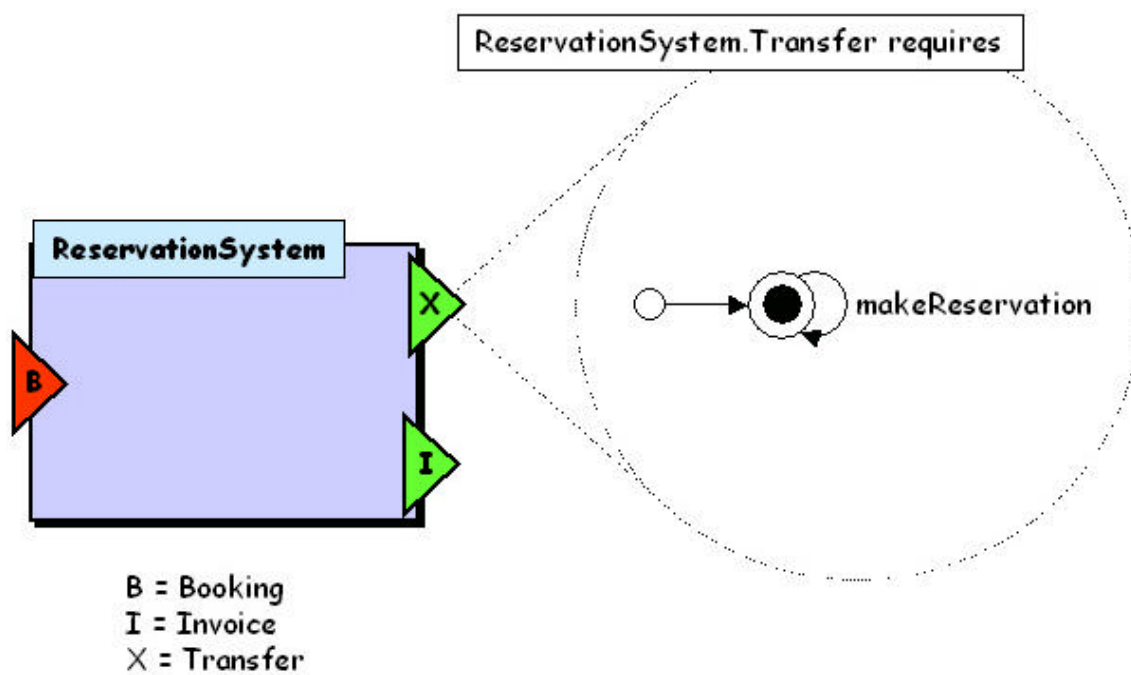 ReservationSystem.Transfer requires
ReservationSystem
X
makeReservation
B
I
B = Booking
I = Invoice
X = Transfer